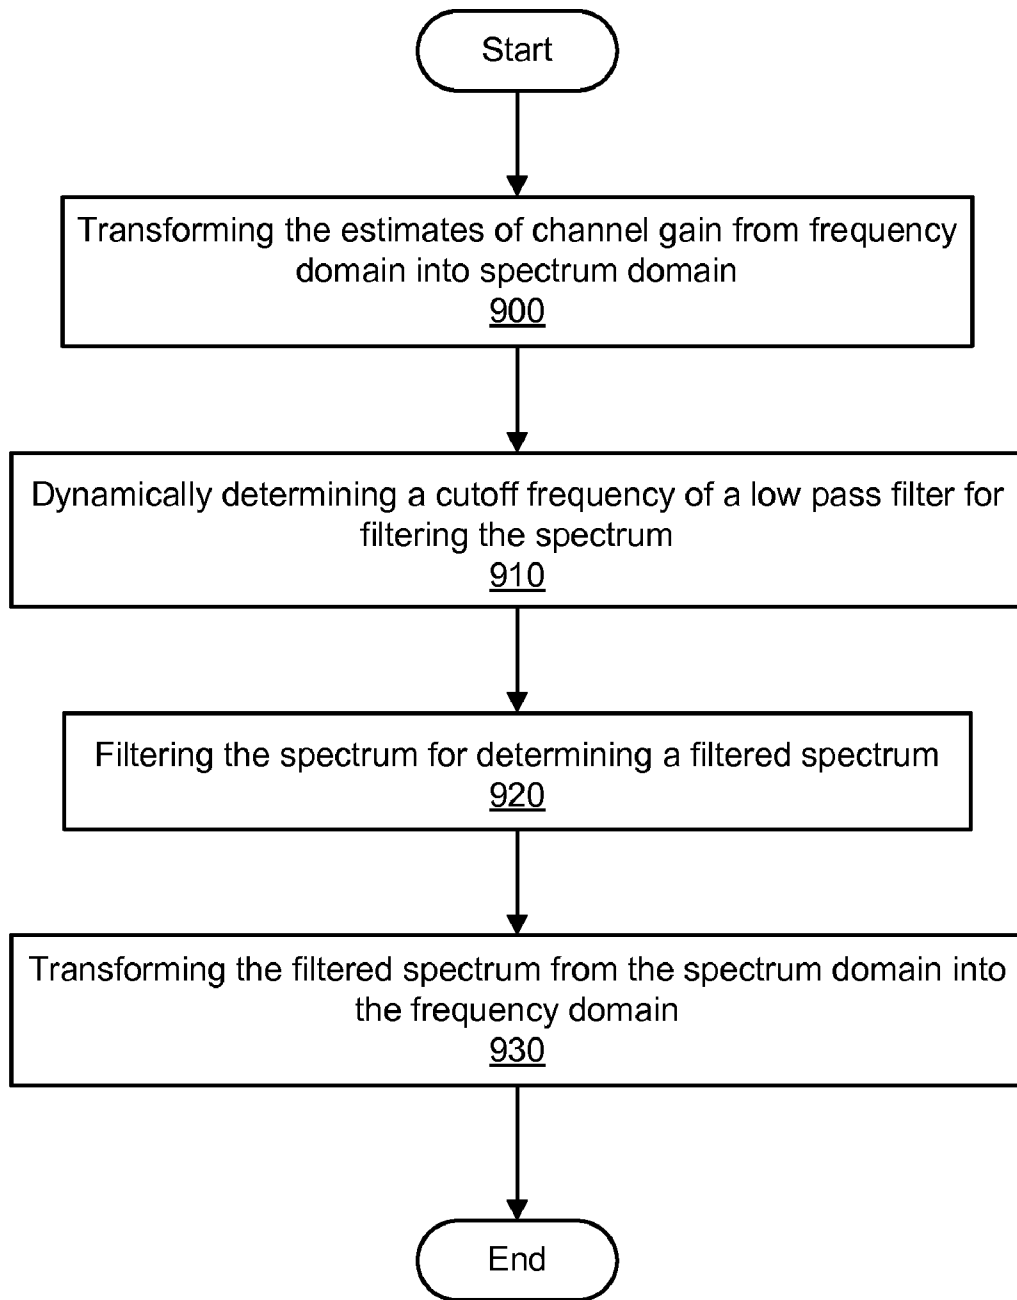 Start
Transforming the estimates of channel gain from frequency
domain into spectrum domain
900
Dynamically determining a cutoff frequency of a low pass filter for
filtering the spectrum
910
Filtering the spectrum for determining a filtered spectrum
920
Transforming the filtered spectrum from the spectrum domain into
the frequency domain
930
End